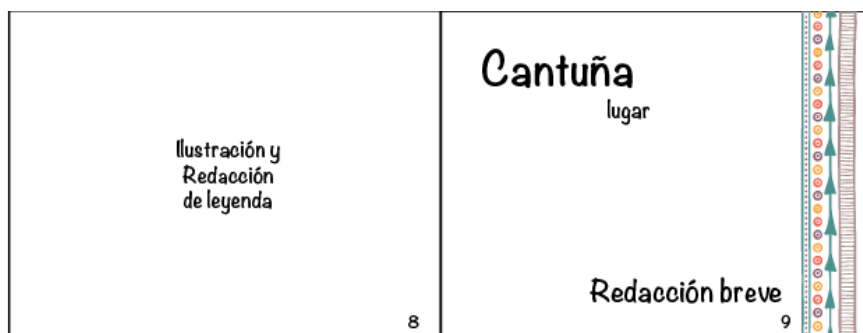 Ilustración y
Redacción
de leyenda
8
Cantuña
lugar
Redacción breve
9